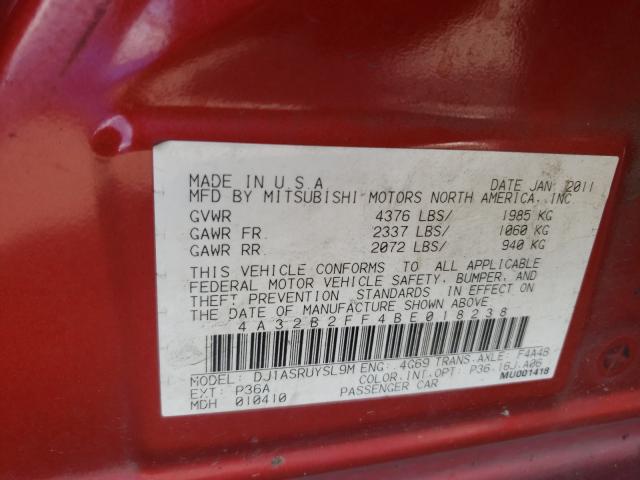 MADE IN U.S.A DATE JAN 2011
MFD BY MITSUBISHI MOTORS NORTH AMERICA, INC
GVWR 4376 LBS/ 1985 KG
GAWR FR. 2337 LBS/ 1060 KG
GAWR RR. 2072 LBS/ 940 KG
THIS VEHICLE CONFORMS TO ALL APPLICABLE
FEDERAL MOTOR VEHICLE SAFETY, BUMPER, AND
THEFT PREVENTION STANDARDS IN EFFECT ON
THE DATE OF MANUFACTURE SHOWN ABOVE.
4A32B2FF4BE018238
MODEL: DJ1ASRUYSL9M ENG: 4G69 TRANS.AXLE: F4A4B
EXT: P36A COLOR.INT.OPT: P36.16J.A06
MDH 010410 PASSENGER CAR MU001418